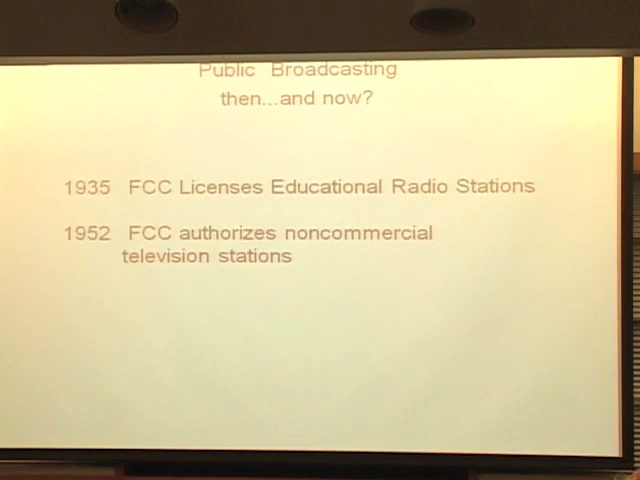 Public Broadcasting
then...and now?
1935 FCC Licenses Educational Radio Stations
1952 FCC authorizes noncommercial
television stations